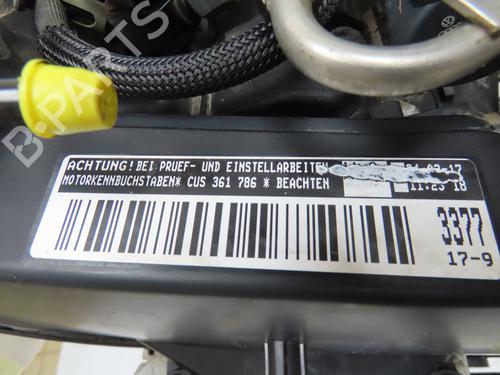 B-PARTS
ACHTUNG! BEI PRUEF- UND EINSTELLARBEITEN
MOTORKENNBUCHSTABEN* CUS 361 786 * BEACHTEN
11:25 18
3377
17-9